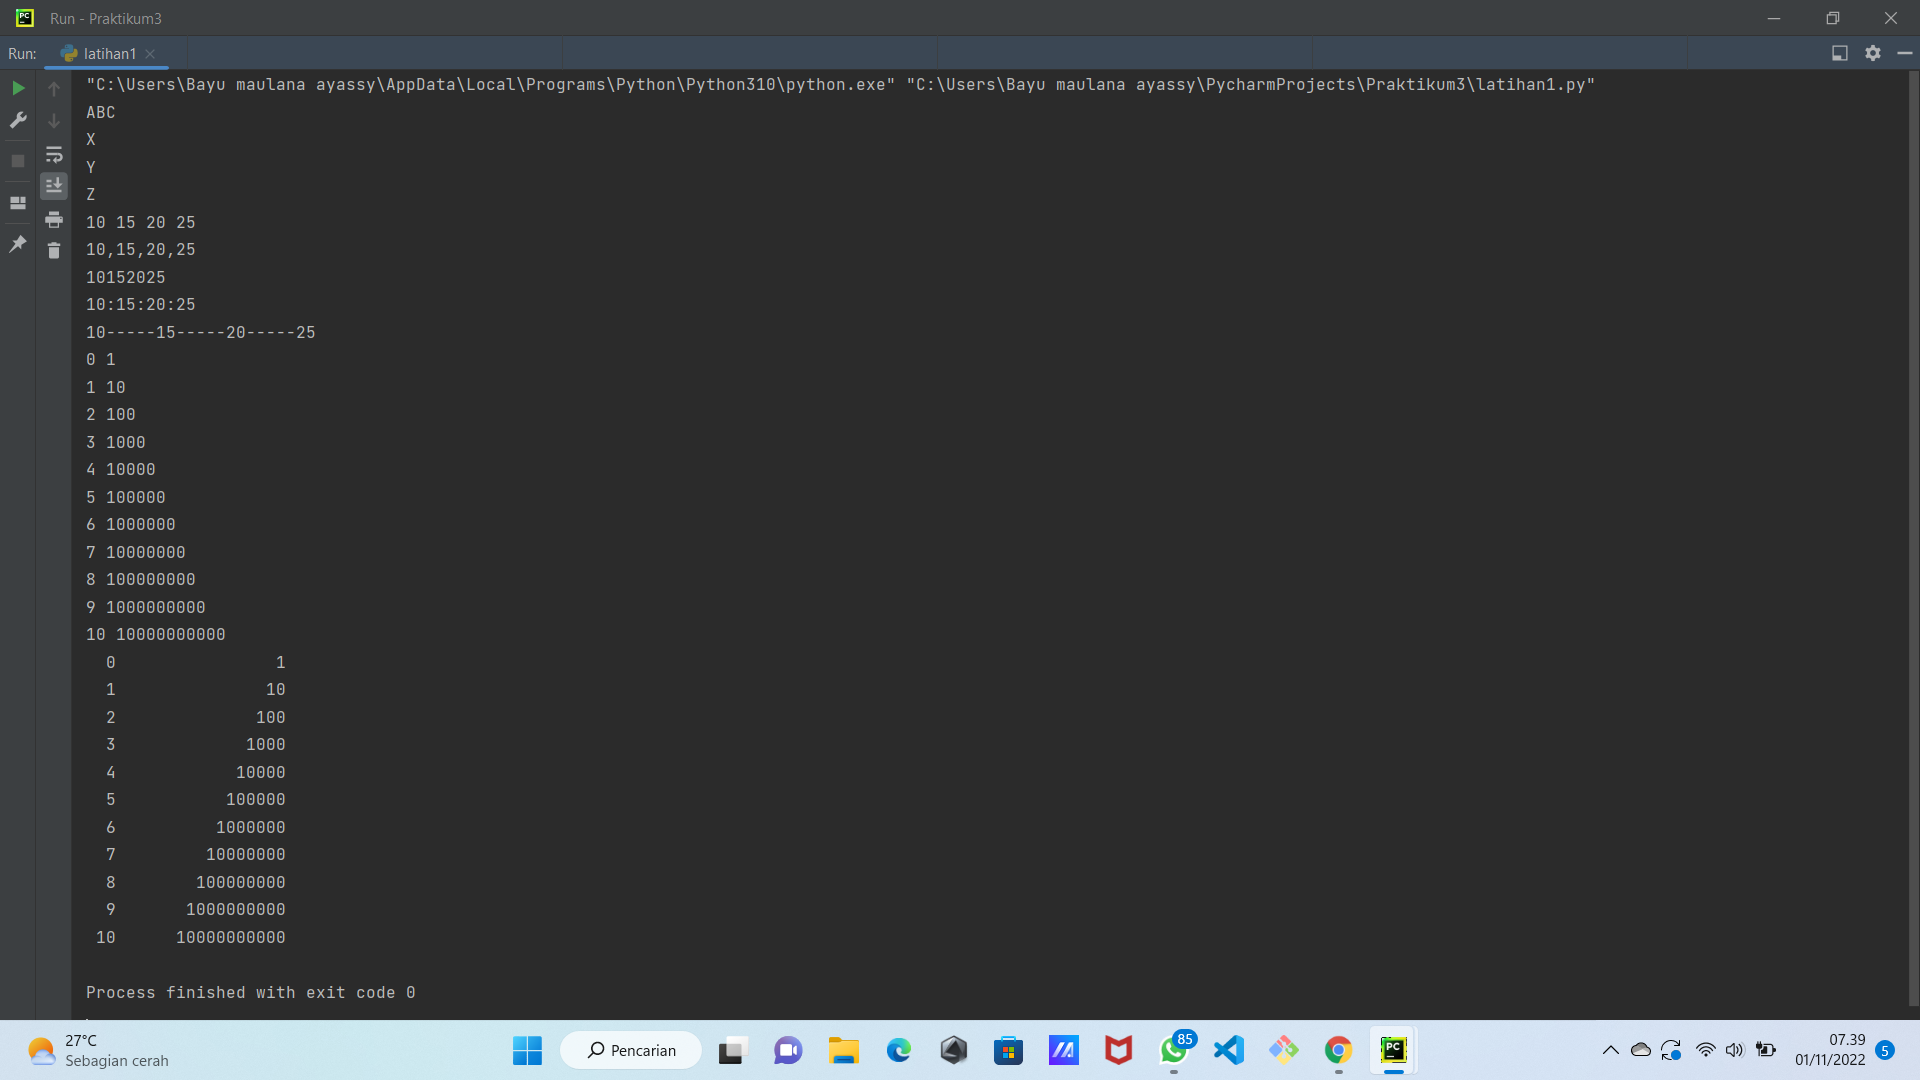 Run - Praktikum3
Run: latihan1
"C:\Users\Bayu maulana ayassy\AppData\Local\Programs\Python\Python310\python.exe" "C:\Users\Bayu maulana ayassy\PycharmProjects\Praktikum3\latihan1.py"
ABC
X
Y
Z
10 15 20 25
10,15,20,25
10152025
10:15:20:25
10-----15-----20-----25
0 1
1 10
2 100
3 1000
4 10000
5 100000
6 1000000
7 10000000
8 100000000
9 1000000000
10 10000000000
  0                1
  1               10
  2              100
  3             1000
  4            10000
  5           100000
  6          1000000
  7         10000000
  8        100000000
  9       1000000000
 10      10000000000
Process finished with exit code 0
27°C
Sebagian cerah
Pencarian
85
PC
07.39
01/11/2022
5